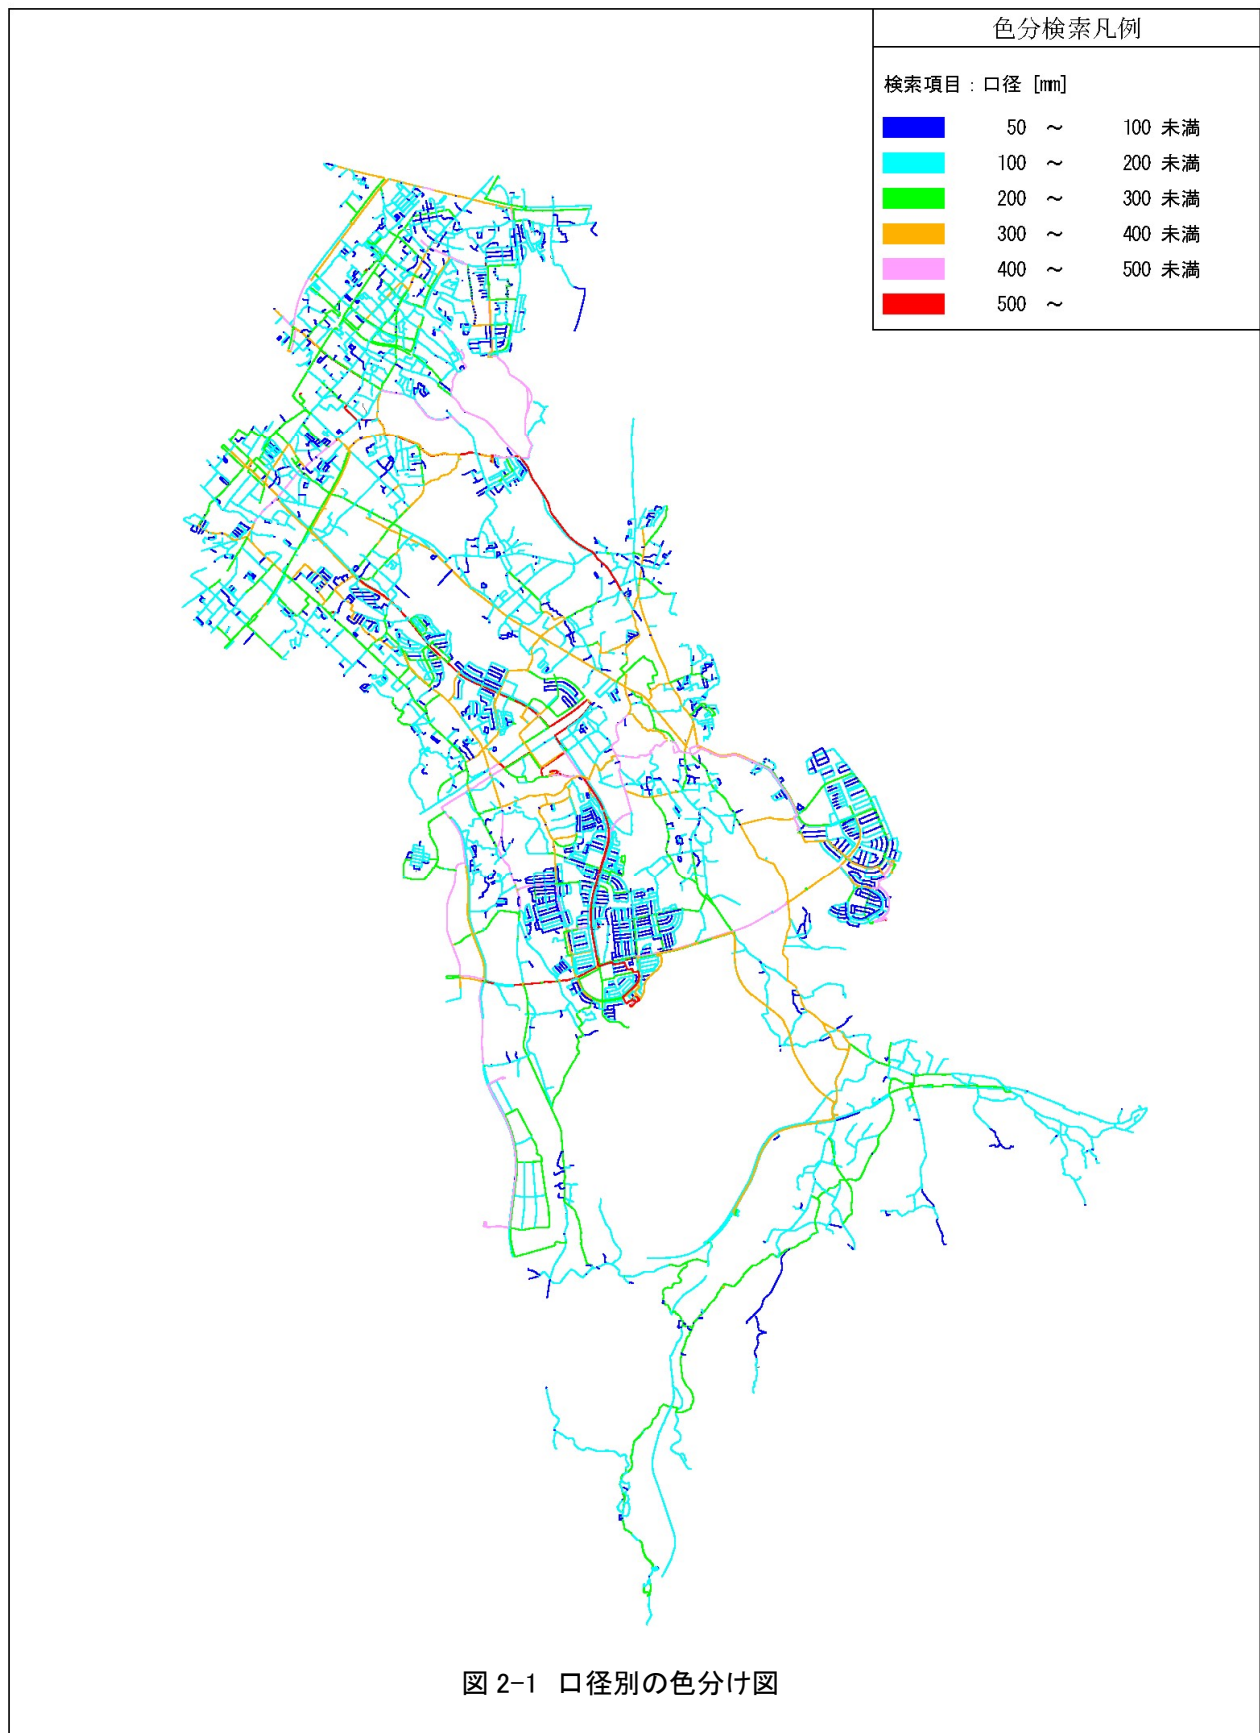 色分検索凡例
検索項目：口径 [mm]
50 ～ 100 未満
100 ～ 200 未満
200 ～ 300 未満
300 ～ 400 未満
400 ～ 500 未満
500 ～
図 2-1 口径別の色分け図